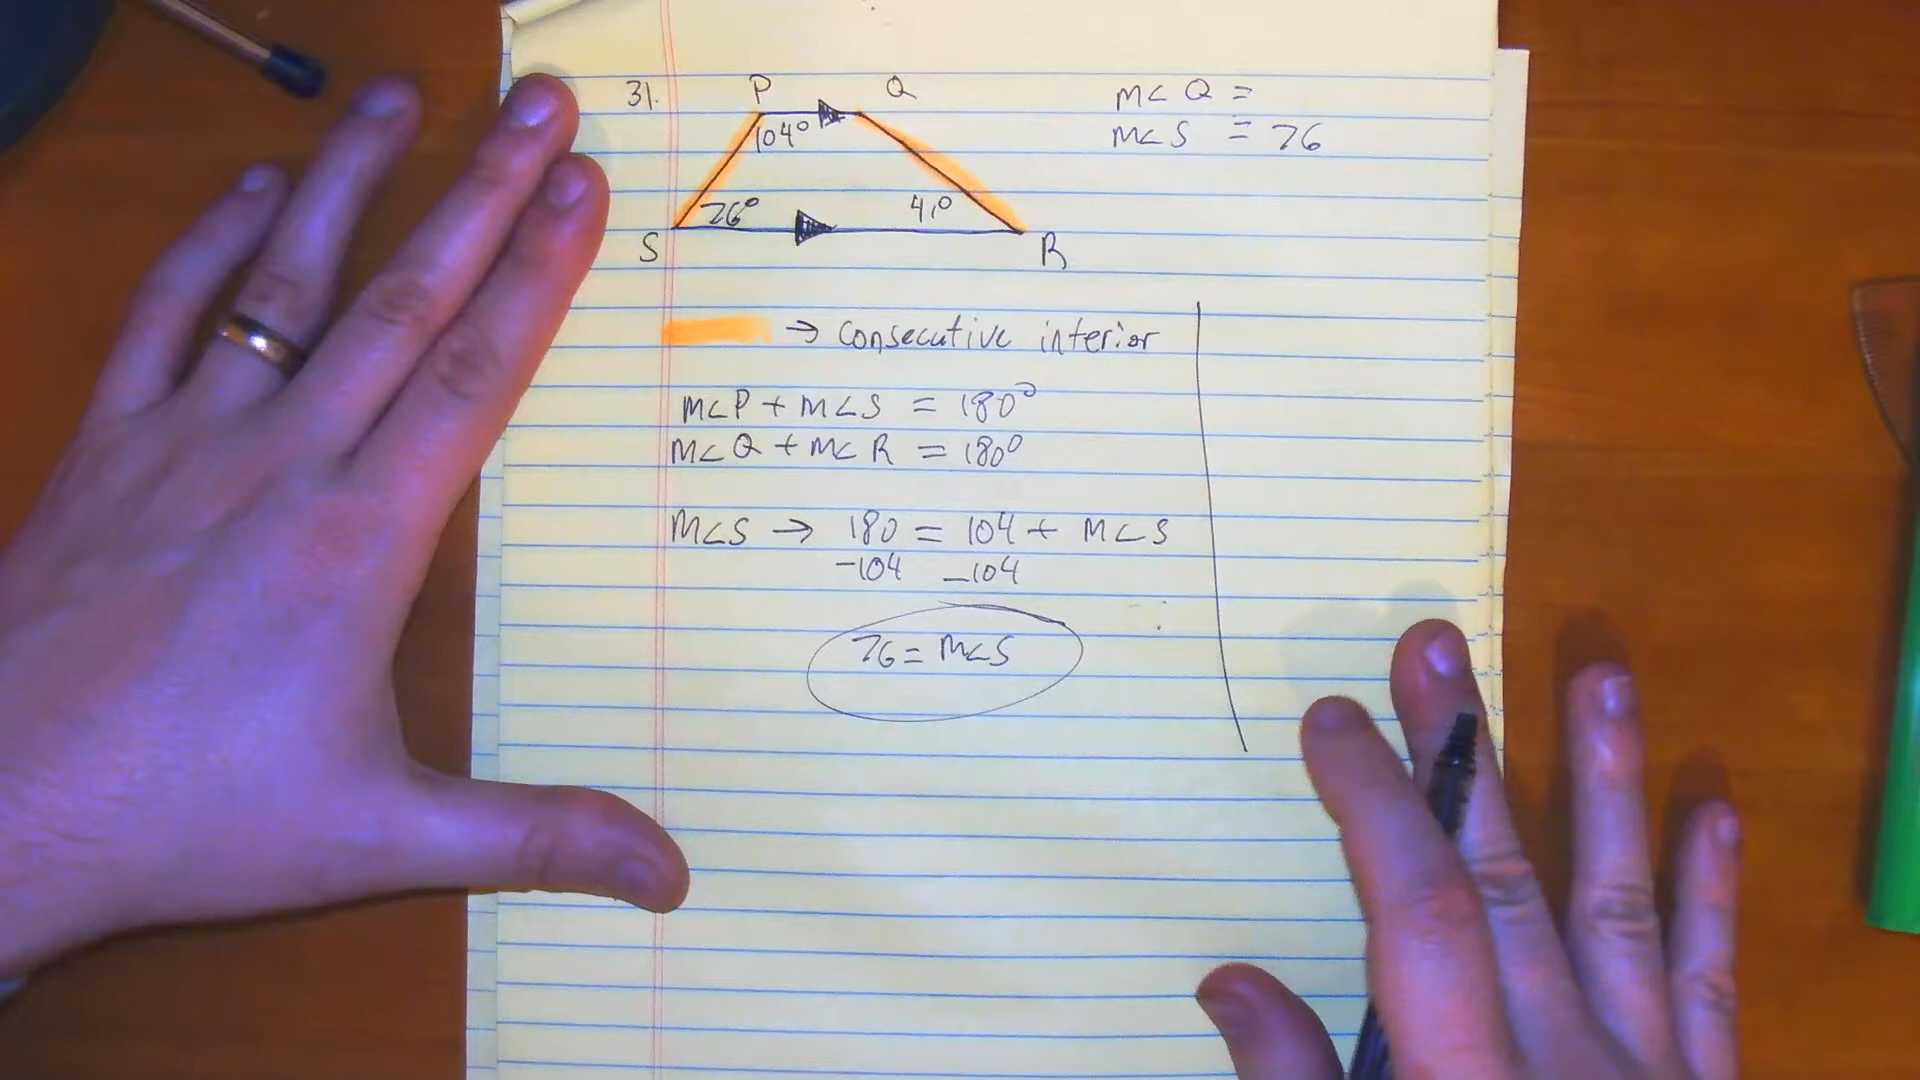 31.
P Q
104°
76° 41°
S R
m∠Q =
m∠S = 76
→ consecutive interior
m∠P + m∠S = 180°
m∠Q + m∠R = 180°
m∠S → 180 = 104 + m∠S
-104 -104
76 = m∠S